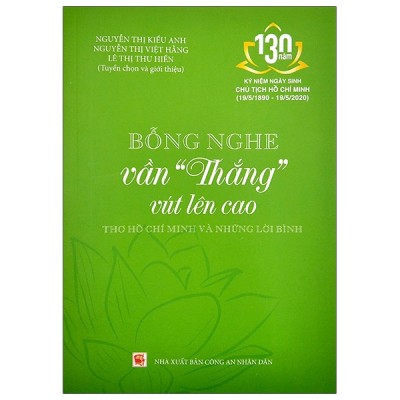 NGUYỄN THỊ KIỀU ANH
NGUYỄN THỊ VIỆT HẰNG
LÊ THỊ THU HIỀN
(Tuyển chọn và giới thiệu)
130
năm
KỶ NIỆM NGÀY SINH
CHỦ TỊCH HỒ CHÍ MINH
(19/5/1890 - 19/5/2020)
BỖNG NGHE
vần “Thắng”
vút lên cao
THƠ HỒ CHÍ MINH VÀ NHỮNG LỜI BÌNH
NHÀ XUẤT BẢN CÔNG AN NHÂN DÂN